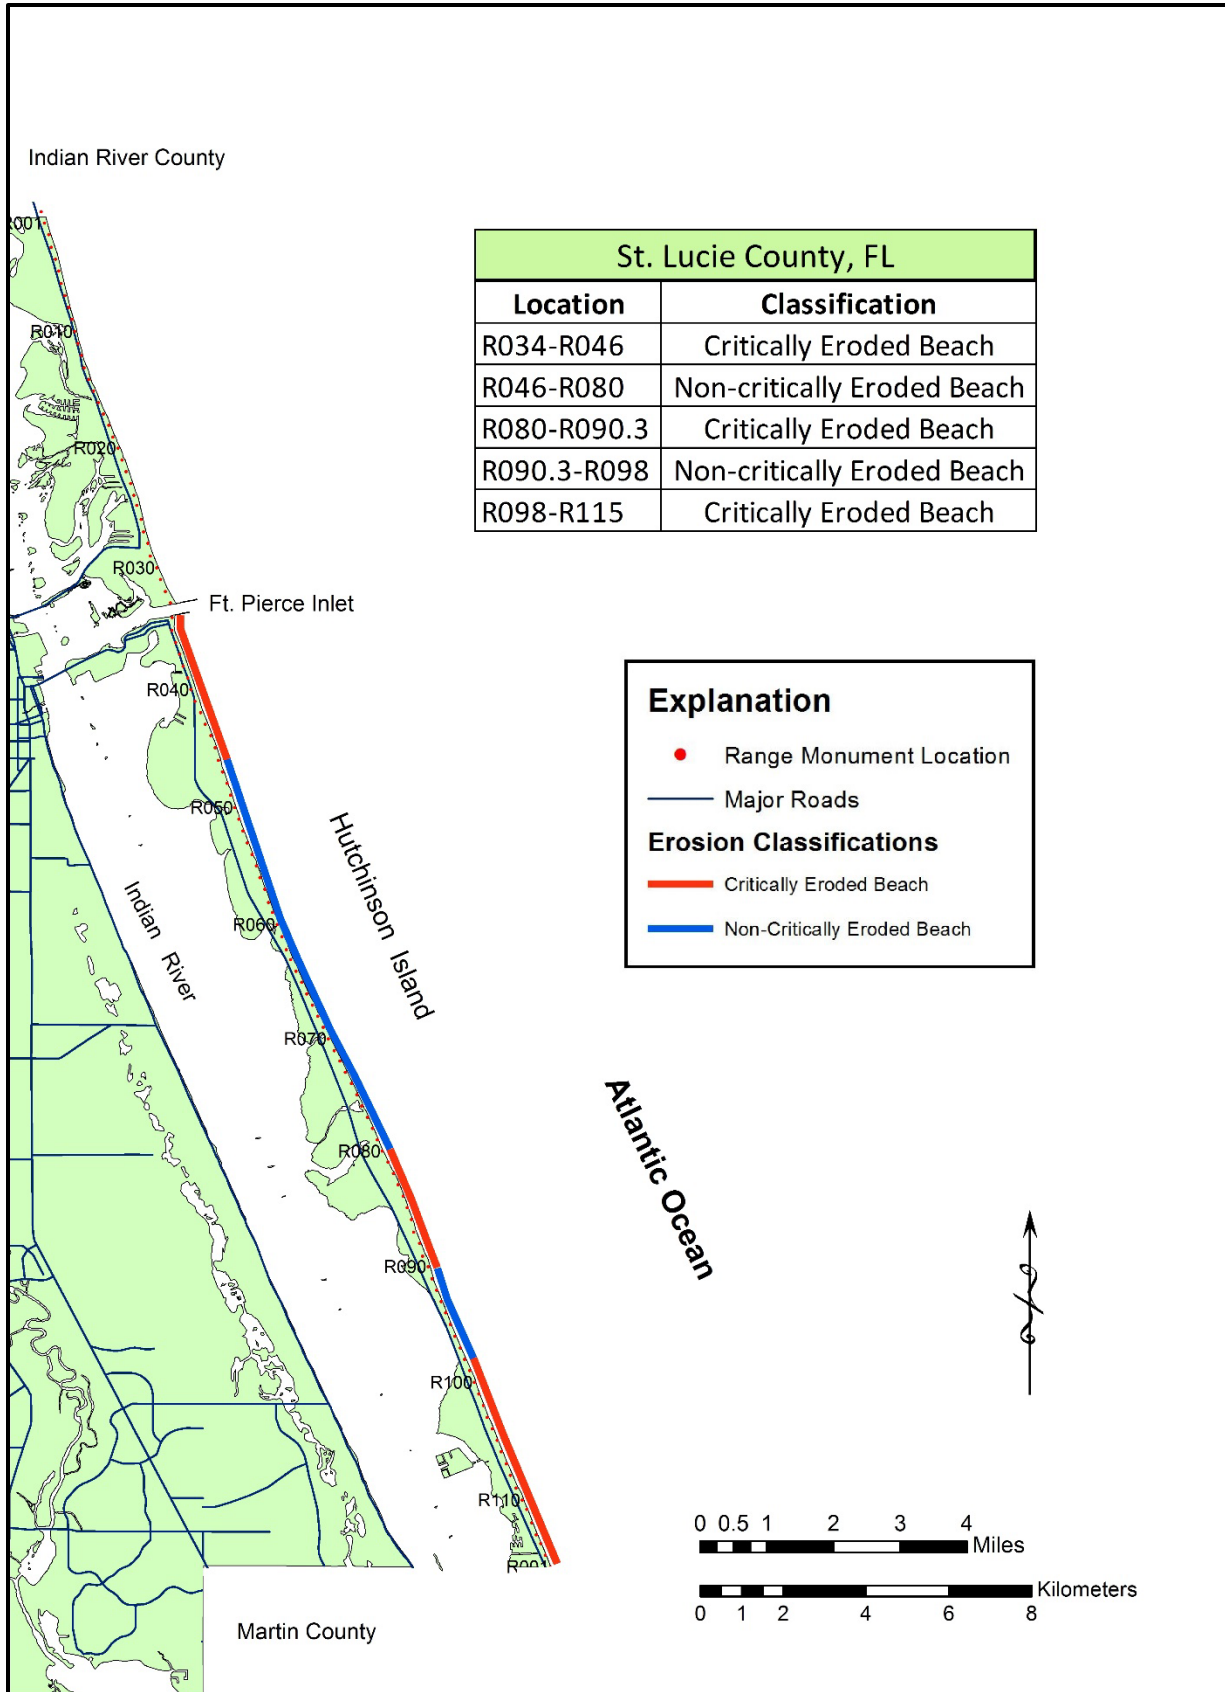 Indian River County
R001
St. Lucie County, FL
Location Classification
R034-R046 Critically Eroded Beach
R046-R080 Non-critically Eroded Beach
R080-R090.3 Critically Eroded Beach
R090.3-R098 Non-critically Eroded Beach
R098-R115 Critically Eroded Beach
R010
R020
R030
Ft. Pierce Inlet
R040
R050
R060
R070
R080
R090
R100
R110
R001
Hutchinson Island
Indian River
Atlantic Ocean
Explanation
Range Monument Location
Major Roads
Erosion Classifications
Critically Eroded Beach
Non-Critically Eroded Beach
0 0.5 1 2 3 4
Miles
Kilometers
0 1 2 4 6 8
Martin County